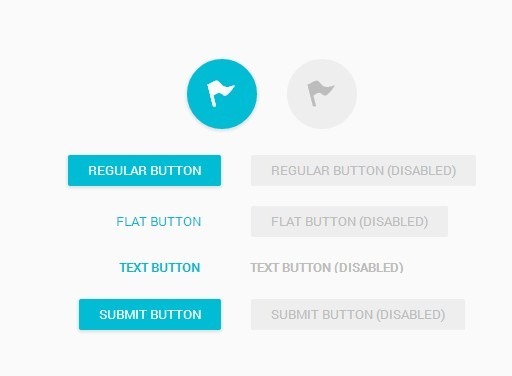 REGULAR BUTTON REGULAR BUTTON (DISABLED)
FLAT BUTTON FLAT BUTTON (DISABLED)
TEXT BUTTON TEXT BUTTON (DISABLED)
SUBMIT BUTTON SUBMIT BUTTON (DISABLED)